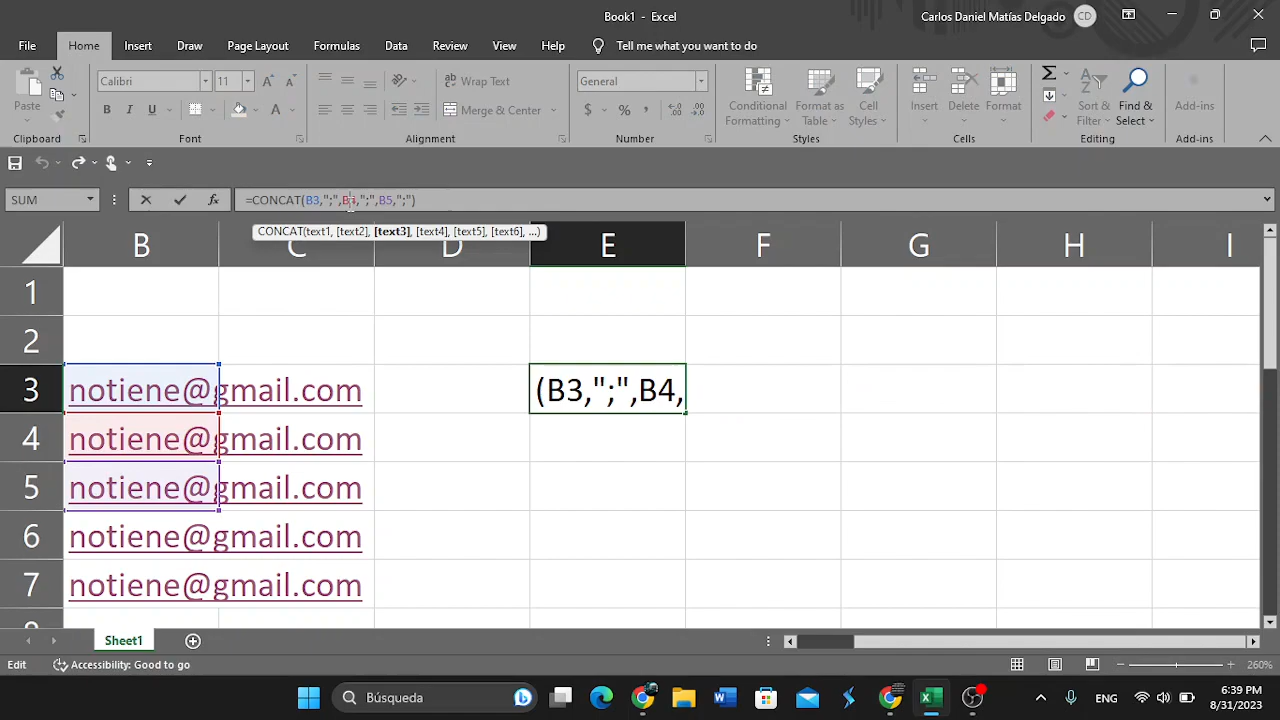 Book1 - Excel
Carlos Daniel Matías Delgado CD
File Home Insert Draw Page Layout Formulas Data Review View Help Tell me what you want to do
Paste
Calibri 11
Wrap Text
Merge & Center
General
$ % ,
Conditional Formatting
Format as Table
Cell Styles
Insert Delete Format
Sort & Filter
Find & Select
Add-ins
Clipboard Font Alignment Number Styles Cells Editing Add-ins
SUM =CONCAT(B3,";",B4,";",B5,";")
CONCAT(text1, [text2], [text3], [text4], [text5], [text6], ...)
B C D E F G H I
1
2
3 notiene@gmail.com (B3,";",B4,
4 notiene@gmail.com
5 notiene@gmail.com
6 notiene@gmail.com
7 notiene@gmail.com
Sheet1
Edit Accessibility: Good to go 260%
Búsqueda ENG 6:39 PM
8/31/2023